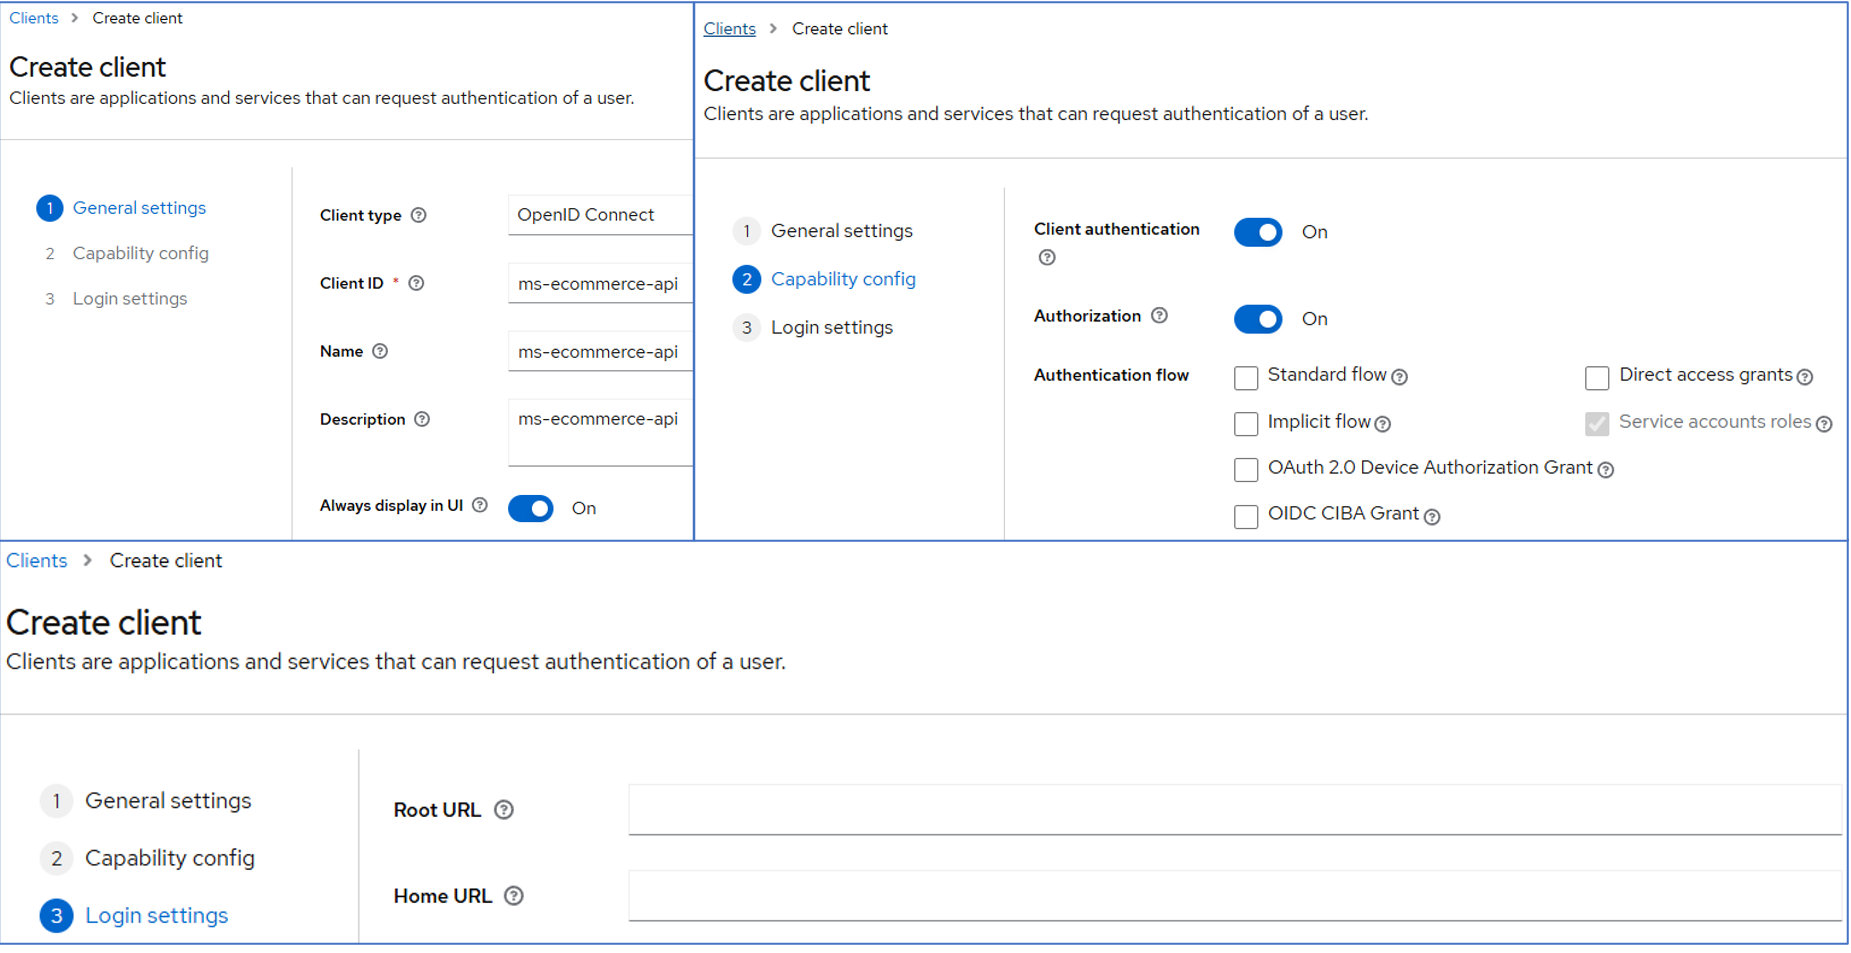 Clients > Create client
Create client
Clients are applications and services that can request authentication of a user.
1 General settings
2 Capability config
3 Login settings
Client type
OpenID Connect
Client ID *
ms-ecommerce-api
Name
ms-ecommerce-api
Description
ms-ecommerce-api
Always display in UI
On
Clients > Create client
Create client
Clients are applications and services that can request authentication of a user.
1 General settings
2 Capability config
3 Login settings
Client authentication
On
Authorization
On
Authentication flow
Standard flow
Direct access grants
Implicit flow
Service accounts roles
OAuth 2.0 Device Authorization Grant
OIDC CIBA Grant
Clients > Create client
Create client
Clients are applications and services that can request authentication of a user.
1 General settings
2 Capability config
3 Login settings
Root URL
Home URL